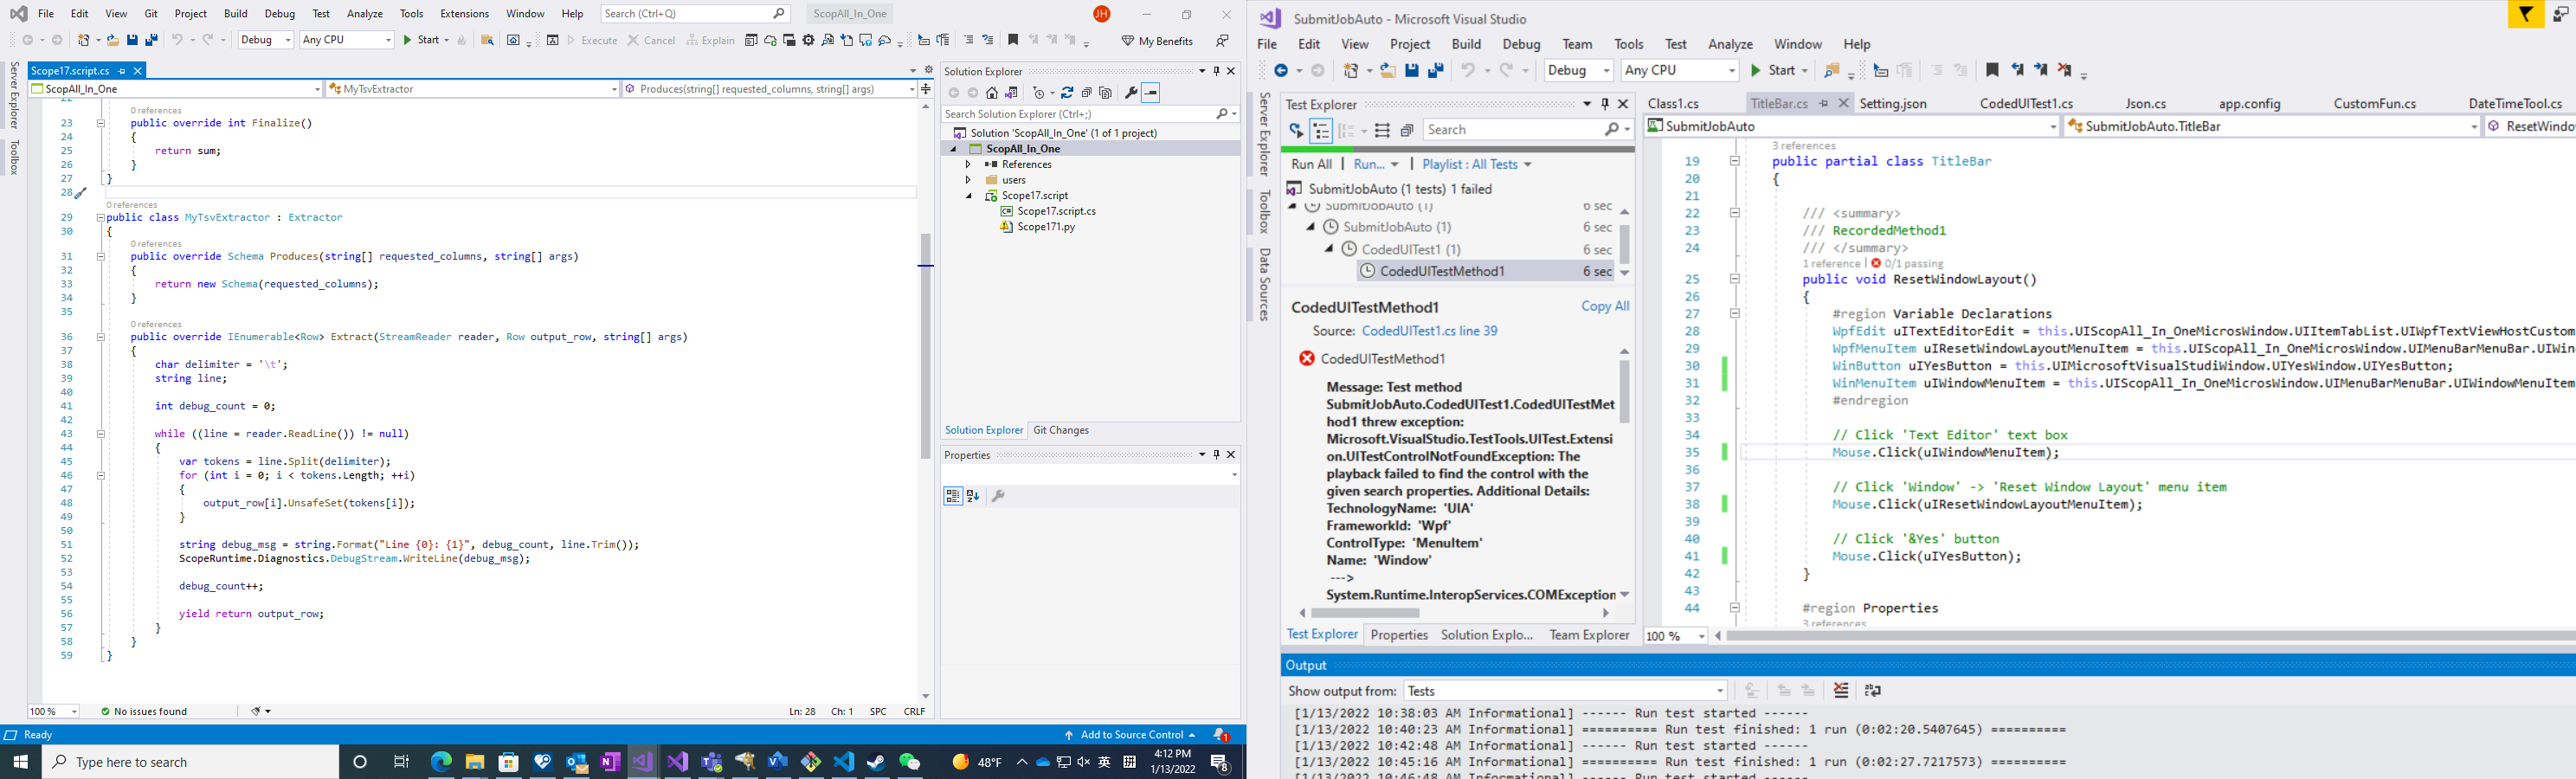 File Edit View Git Project Build Debug Test Analyze Tools Extensions Window Help Search (Ctrl+Q) ScopAll_In_One JH
Debug Any CPU Start Execute Cancel Explain My Benefits
Server Explorer
Toolbox
Scope17.script.cs
ScopAll_In_One MyTsvExtractor Produces(string[] requested_columns, string[] args)
22
0 references
23 public override int Finalize()
24 {
25 return sum;
26 }
27 }
28
0 references
29 public class MyTsvExtractor : Extractor
30 {
0 references
31 public override Schema Produces(string[] requested_columns, string[] args)
32 {
33 return new Schema(requested_columns);
34 }
35
0 references
36 public override IEnumerable<Row> Extract(StreamReader reader, Row output_row, string[] args)
37 {
38 char delimiter = '\t';
39 string line;
40
41 int debug_count = 0;
42
43 while ((line = reader.ReadLine()) != null)
44 {
45 var tokens = line.Split(delimiter);
46 for (int i = 0; i < tokens.Length; ++i)
47 {
48 output_row[i].UnsafeSet(tokens[i]);
49 }
50
51 string debug_msg = string.Format("Line {0}: {1}", debug_count, line.Trim());
52 ScopeRuntime.Diagnostics.DebugStream.WriteLine(debug_msg);
53
54 debug_count++;
55
56 yield return output_row;
57 }
58 }
59 }
100 % No issues found Ln: 28 Ch: 1 SPC CRLF
Solution Explorer
Search Solution Explorer (Ctrl+;)
Solution 'ScopAll_In_One' (1 of 1 project)
ScopAll_In_One
References
users
Scope17.script
Scope17.script.cs
Scope171.py
Solution Explorer Git Changes
Properties
Ready Add to Source Control 1
Type here to search 48°F 英 4:12 PM
1/13/2022 8
SubmitJobAuto - Microsoft Visual Studio
File Edit View Project Build Debug Team Tools Test Analyze Window Help
Debug Any CPU Start
Server Explorer
Toolbox
Data Sources
Test Explorer
Search
Run All | Run... | Playlist : All Tests
SubmitJobAuto (1 tests) 1 failed
SubmitJobAuto (1) 6 sec
SubmitJobAuto (1) 6 sec
CodedUITest1 (1) 6 sec
CodedUITestMethod1 6 sec
CodedUITestMethod1 Copy All
Source: CodedUITest1.cs line 39
CodedUITestMethod1
Message: Test method
SubmitJobAuto.CodedUITest1.CodedUITestMet
hod1 threw exception:
Microsoft.VisualStudio.TestTools.UITest.Extensi
on.UITestControlNotFoundException: The
playback failed to find the control with the
given search properties. Additional Details:
TechnologyName: 'UIA'
FrameworkId: 'Wpf'
ControlType: 'MenuItem'
Name: 'Window'
--->
System.Runtime.InteropServices.COMException
Test Explorer Properties Solution Explo... Team Explorer
Class1.cs TitleBar.cs Setting.json CodedUITest1.cs Json.cs app.config CustomFun.cs DateTimeTool.cs
SubmitJobAuto SubmitJobAuto.TitleBar ResetWindo
3 references
19 public partial class TitleBar
20 {
21
22 /// <summary>
23 /// RecordedMethod1
24 /// </summary>
1 reference | 0/1 passing
25 public void ResetWindowLayout()
26 {
27 #region Variable Declarations
28 WpfEdit uITextEditorEdit = this.UIScopAll_In_OneMicrosWindow.UIItemTabList.UIWpfTextViewHostCustom
29 WpfMenuItem uIResetWindowLayoutMenuItem = this.UIScopAll_In_OneMicrosWindow.UIMenuBarMenuBar.UIWin
30 WinButton uIYesButton = this.UIMicrosoftVisualStudiWindow.UIYesWindow.UIYesButton;
31 WinMenuItem uIWindowMenuItem = this.UIScopAll_In_OneMicrosWindow.UIMenuBarMenuBar.UIWindowMenuItem
32 #endregion
33
34 // Click 'Text Editor' text box
35 Mouse.Click(uIWindowMenuItem);
36
37 // Click 'Window' -> 'Reset Window Layout' menu item
38 Mouse.Click(uIResetWindowLayoutMenuItem);
39
40 // Click '&Yes' button
41 Mouse.Click(uIYesButton);
42 }
43
44 #region Properties
3 references
100 %
Output
Show output from: Tests
[1/13/2022 10:38:03 AM Informational] ------ Run test started ------
[1/13/2022 10:40:23 AM Informational] ========== Run test finished: 1 run (0:02:20.5407645) ==========
[1/13/2022 10:42:48 AM Informational] ------ Run test started ------
[1/13/2022 10:45:16 AM Informational] ========== Run test finished: 1 run (0:02:27.7217573) ==========
[1/13/2022 10:46:48 AM Informational] ------ Run test started ------